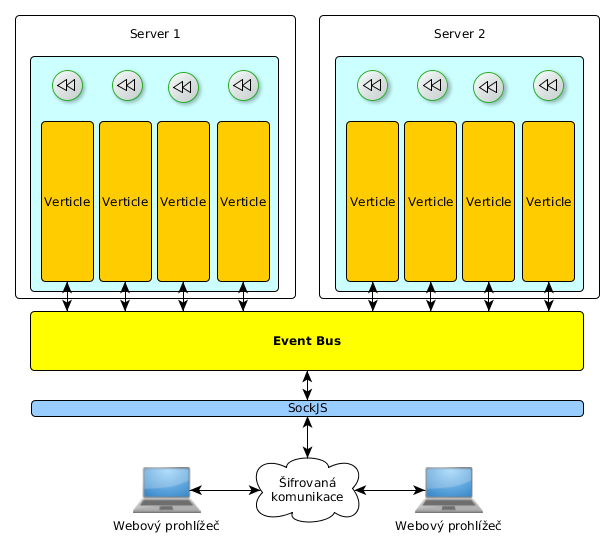 Server 1
Server 2
Verticle
Verticle
Verticle
Verticle
Verticle
Verticle
Verticle
Verticle
Event Bus
SockJS
Šifrovaná
komunikace
Webový prohlížeč
Webový prohlížeč